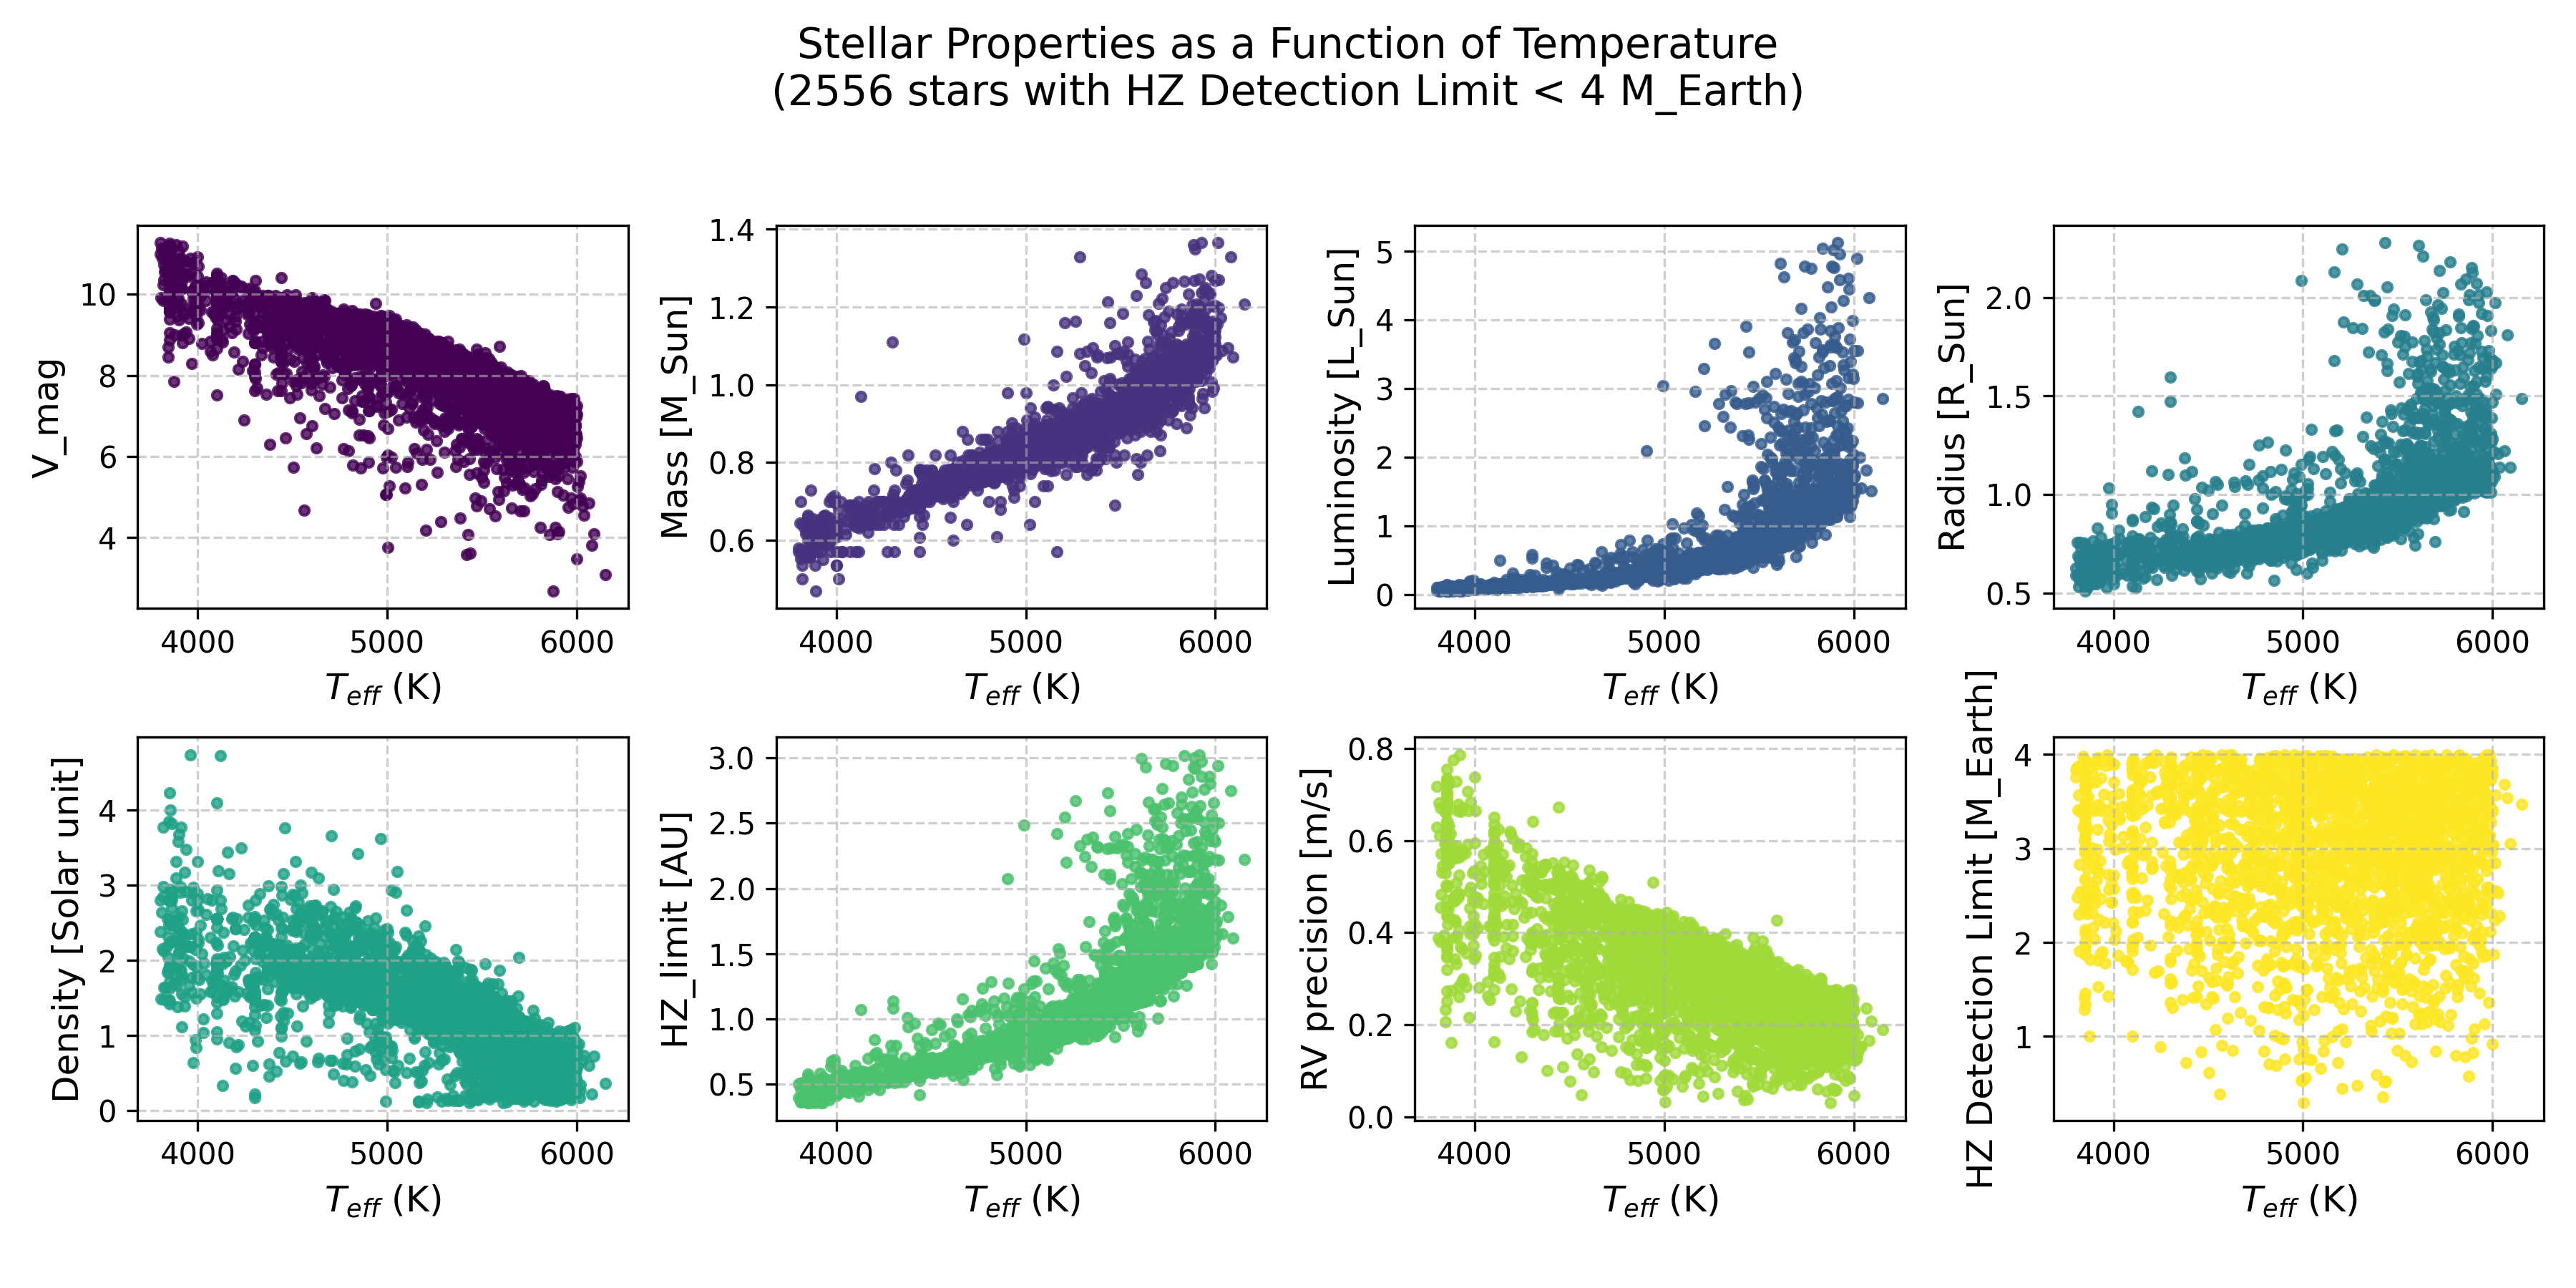 Stellar Properties as a Function of Temperature
(2556 stars with HZ Detection Limit < 4 M_Earth)
V_mag
10
8
6
4
4000 5000 6000
T_eff (K)
Mass [M_Sun]
1.4
1.2
1.0
0.8
0.6
4000 5000 6000
T_eff (K)
Luminosity [L_Sun]
5
4
3
2
1
0
4000 5000 6000
T_eff (K)
Radius [R_Sun]
2.0
1.5
1.0
0.5
4000 5000 6000
T_eff (K)
Density [Solar unit]
4
3
2
1
0
4000 5000 6000
T_eff (K)
HZ_limit [AU]
3.0
2.5
2.0
1.5
1.0
0.5
4000 5000 6000
T_eff (K)
RV precision [m/s]
0.8
0.6
0.4
0.2
0.0
4000 5000 6000
T_eff (K)
HZ Detection Limit [M_Earth]
4
3
2
1
4000 5000 6000
T_eff (K)